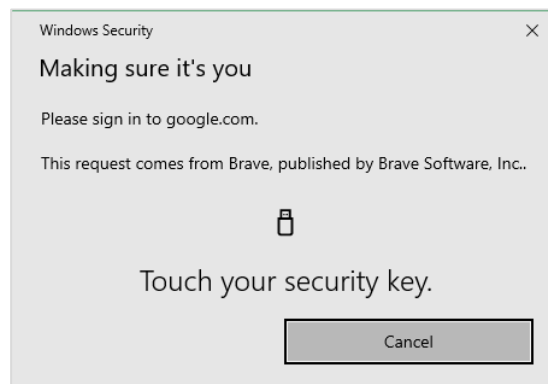 Windows Security
Making sure it's you
Please sign in to google.com.
This request comes from Brave, published by Brave Software, Inc..
Touch your security key.
Cancel